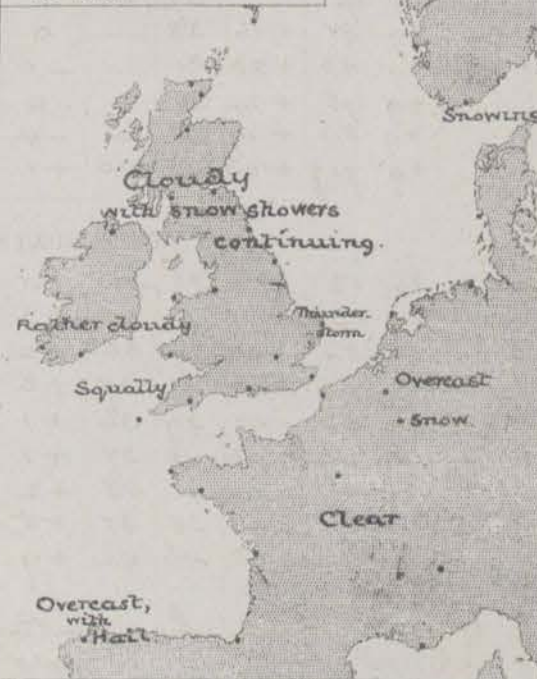 Snowing
Cloudy
with snow showers
continuing.
Thunder-
storm
Rather cloudy
Squally
Overcast
Snow
Clear
Overcast,
with
Hail